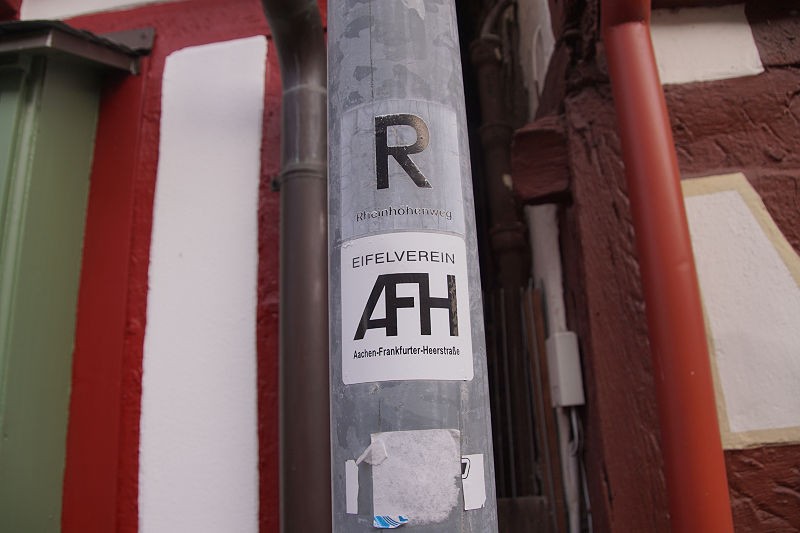 R
Rheinhöhenweg
EIFELVEREIN
AFH
Aachen-Frankfurter-Heerstraße